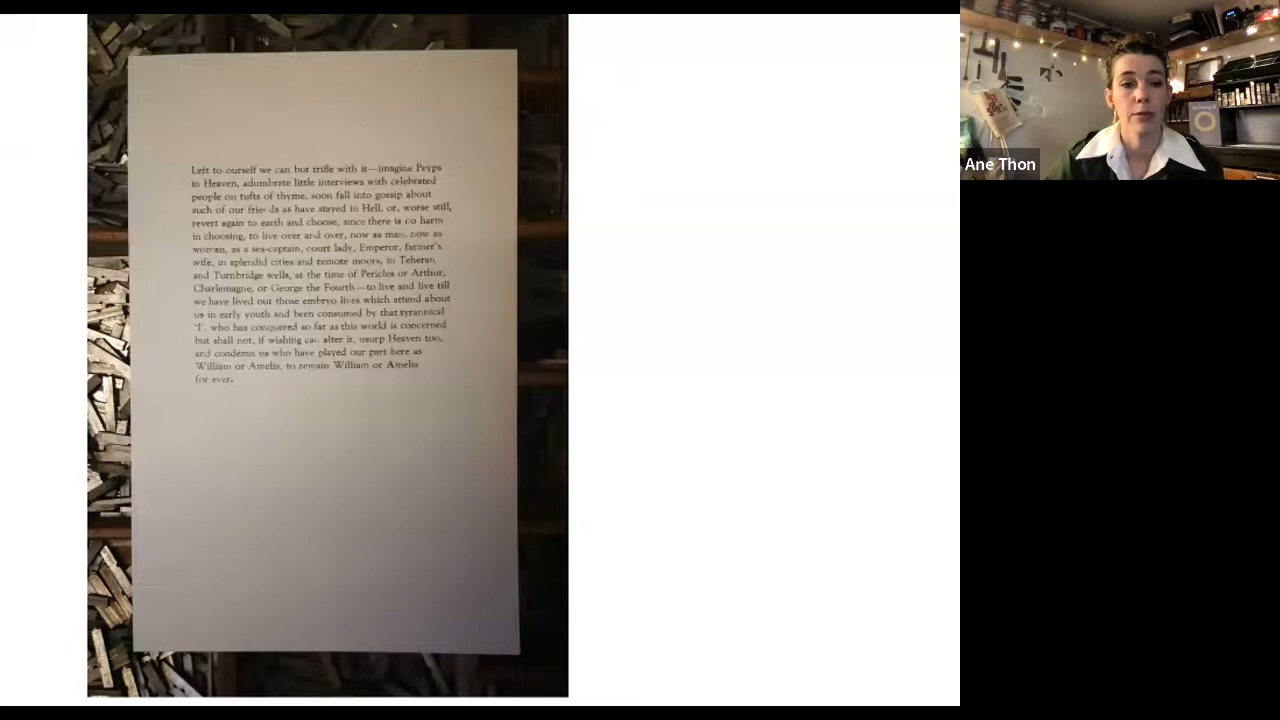 Left to ourself we can but trifle with it—imagine Peyps
in Heaven, adumbrate little interviews with celebrated
people on tufts of thyme, soon fall into gossip about
such of our friends as have stayed in Hell, or, worse still,
revert again to earth and choose, since there is no harm
in choosing, to live over and over, now as man, now as
woman, as a sea-captain, court lady, Emperor, farmer's
wife, in splendid cities and remote moors, in Teheran
and Turnbridge wells, at the time of Pericles or Arthur,
Charlemagne, or George the Fourth—to live and live till
we have lived out those embryo lives which attend about
us in early youth and been consumed by that tyrannical
'I', who has conquered so far as this world is concerned
but shall not, if wishing can alter it, usurp Heaven too,
and condemn us who have played our part here as
William or Amelia, to remain William or Amelia
for ever.
Ane Thon